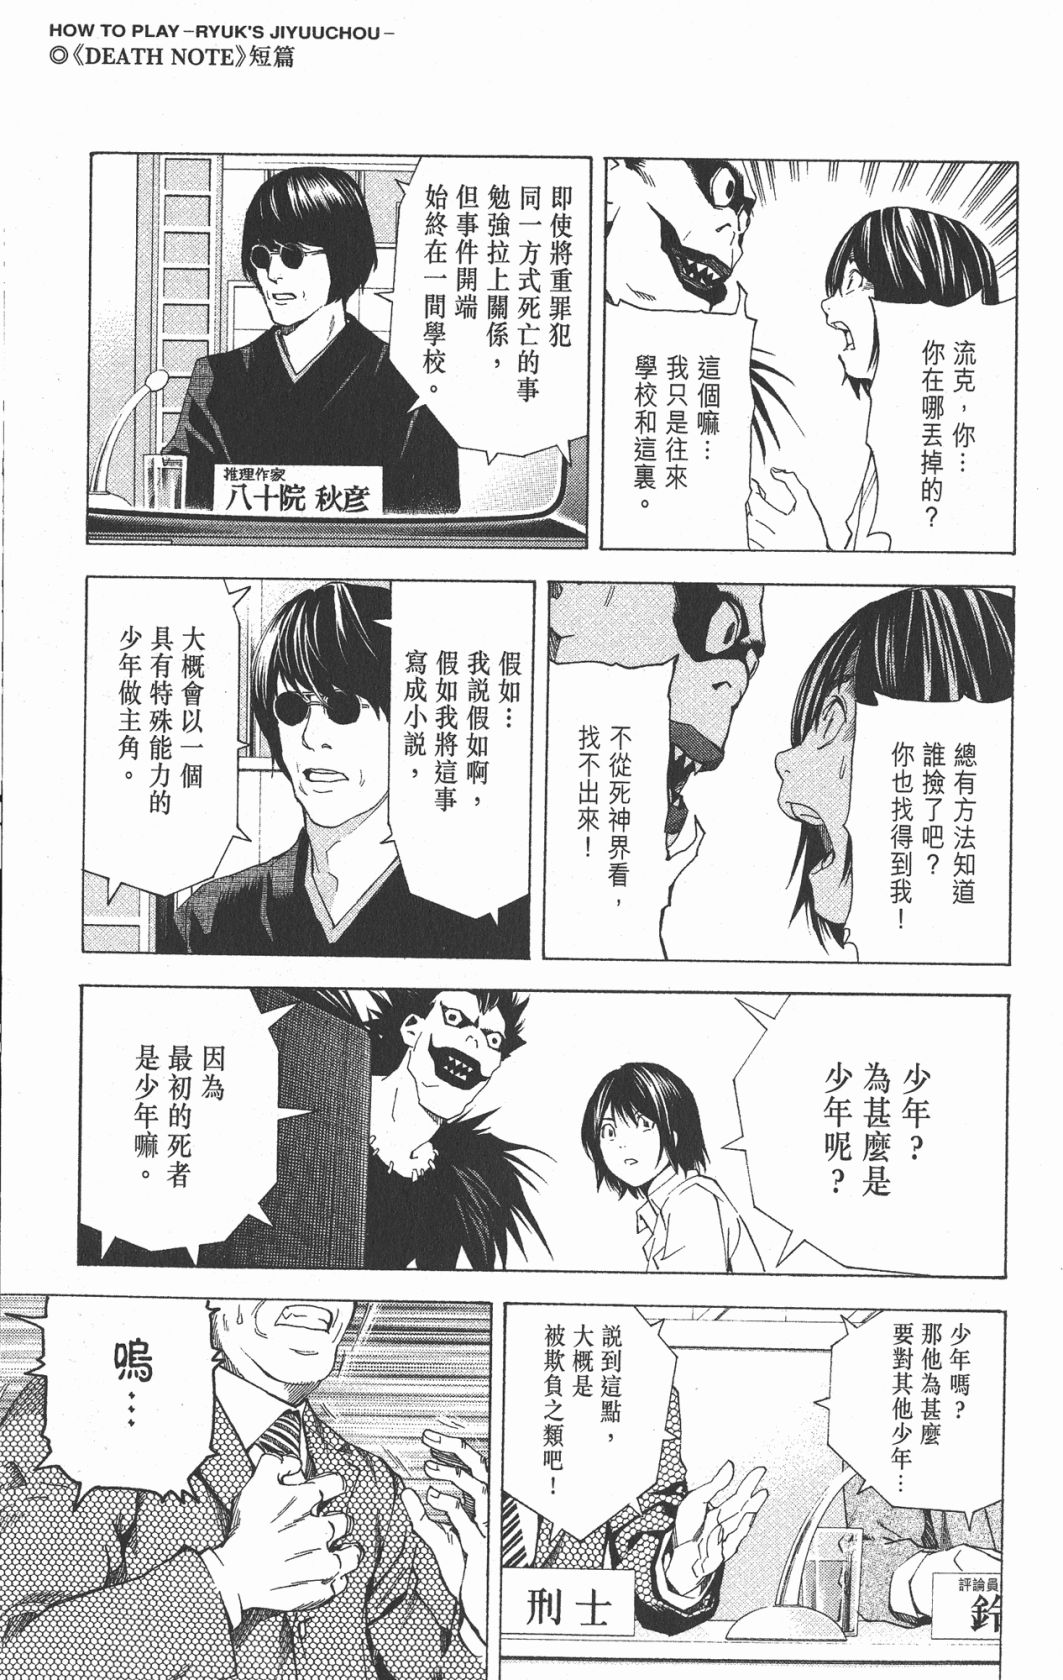 HOW TO PLAY–RYUK'S JIYUUCHOU–
◎《DEATH NOTE》短篇
流克，你…
你在哪丟掉的？
這個嘛…
我只是往來
學校和這裏。
即使將重罪犯
同一方式死亡的事
勉強拉上關係，
但事件開端
始終在一間學校。
推理作家
八十院 秋彦
總有方法知道
誰撿了吧？
你也找得到我！
不從死神界看，
找不出來！
假如…
我說假如啊，
假如我將這事
寫成小說，
大概會以一個
具有特殊能力的
少年做主角。
少年？
為甚麼是
少年呢？
因為
最初的死者
是少年嘛。
少年嗎？
那他為甚麼
要對其他少年…
說到這點，
大概是
被欺負之類吧！
評論員
鈴
刑士
嗚…